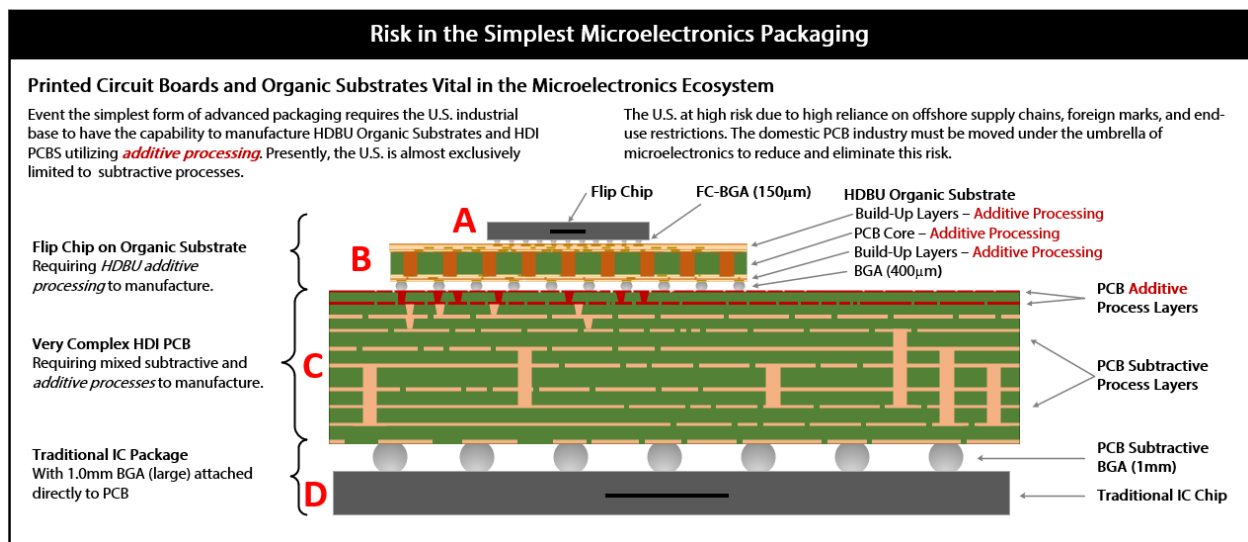 Risk in the Simplest Microelectronics Packaging
Printed Circuit Boards and Organic Substrates Vital in the Microelectronics Ecosystem
Event the simplest form of advanced packaging requires the U.S. industrial
base to have the capability to manufacture HDBU Organic Substrates and HDI
PCBS utilizing additive processing. Presently, the U.S. is almost exclusively
limited to subtractive processes.
The U.S. at high risk due to high reliance on offshore supply chains, foreign marks, and end-
use restrictions. The domestic PCB industry must be moved under the umbrella of
microelectronics to reduce and eliminate this risk.
Flip Chip
FC-BGA (150μm)
HDBU Organic Substrate
Build-Up Layers – Additive Processing
PCB Core – Additive Processing
Build-Up Layers – Additive Processing
BGA (400μm)
A
B
Flip Chip on Organic Substrate
Requiring HDBU additive
processing to manufacture.
PCB Additive
Process Layers
Very Complex HDI PCB
Requiring mixed subtractive and
additive processes to manufacture.
C
PCB Subtractive
Process Layers
Traditional IC Package
With 1.0mm BGA (large) attached
directly to PCB
D
PCB Subtractive
BGA (1mm)
Traditional IC Chip